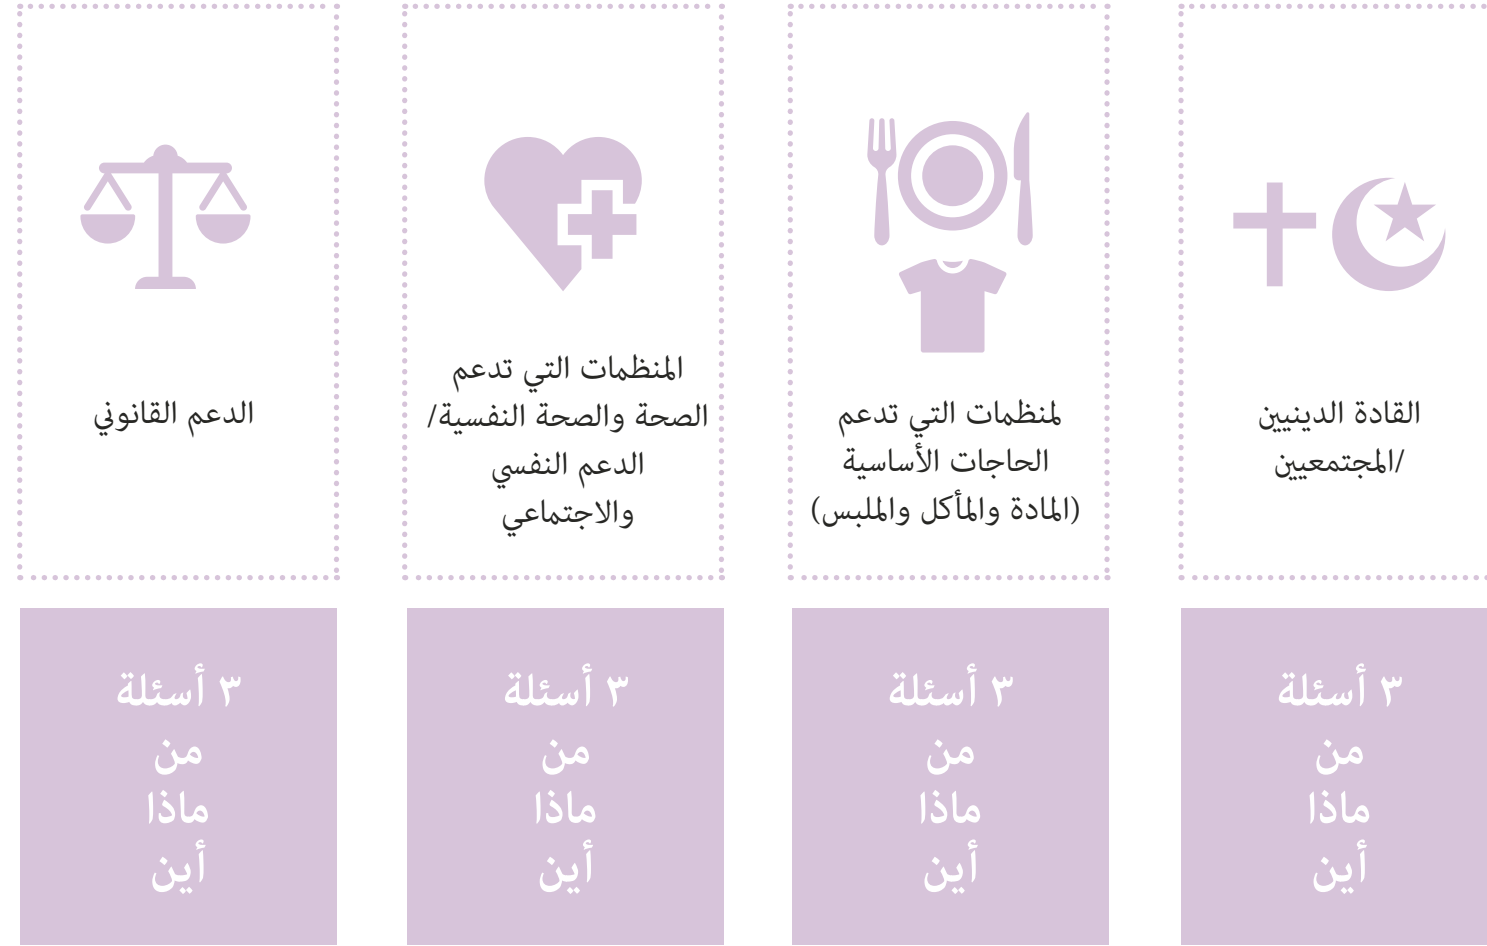 القادة الدينيين
/المجتمعيين
لمنظمات التي تدعم
الحاجات الأساسية
(المادة والمأكل والملبس)
المنظمات التي تدعم
الصحة والصحة النفسية/
الدعم النفسي
والاجتماعي
الدعم القانوني
٣ أسئلة
من
ماذا
أين
٣ أسئلة
من
ماذا
أين
٣ أسئلة
من
ماذا
أين
٣ أسئلة
من
ماذا
أين